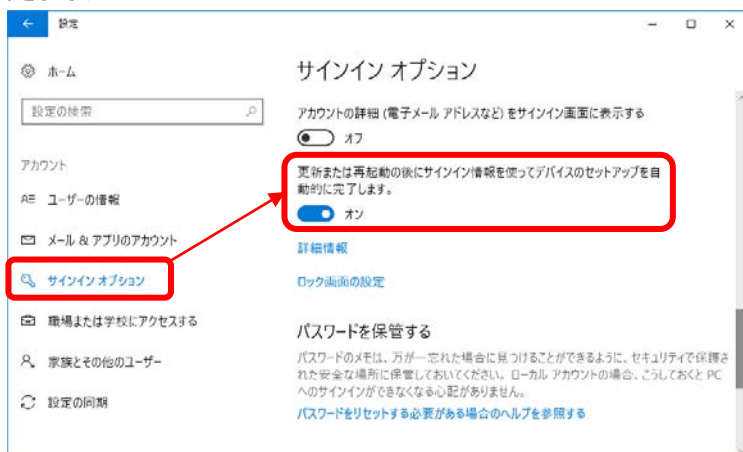 設定
ホーム
設定の検索
アカウント
ユーザーの情報
メール & アプリのアカウント
サインイン オプション
職場または学校にアクセスする
家族とその他のユーザー
設定の同期
サインイン オプション
アカウントの詳細 (電子メール アドレスなど) をサインイン画面に表示する
オフ
更新または再起動の後にサインイン情報を使ってデバイスのセットアップを自
動的に完了します。
オン
詳細情報
ロック画面の設定
パスワードを保管する
パスワードのメモは、万が一忘れた場合に見つけることができるように、セキュリティで保護さ
れた安全な場所に保管しておいてください。ローカル アカウントの場合、こうしておくと PC
へのサインインができなくなる心配がありません。
パスワードをリセットする必要がある場合のヘルプを参照する